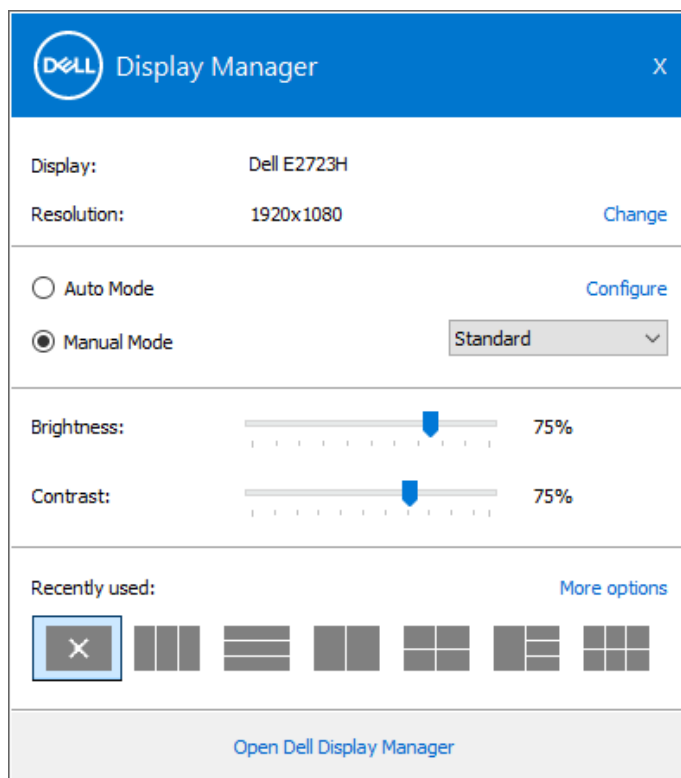 DELL Display Manager X
Display: Dell E2723H
Resolution: 1920x1080 Change
Auto Mode Configure
Manual Mode Standard
Brightness: 75%
Contrast: 75%
Recently used: More options
Open Dell Display Manager